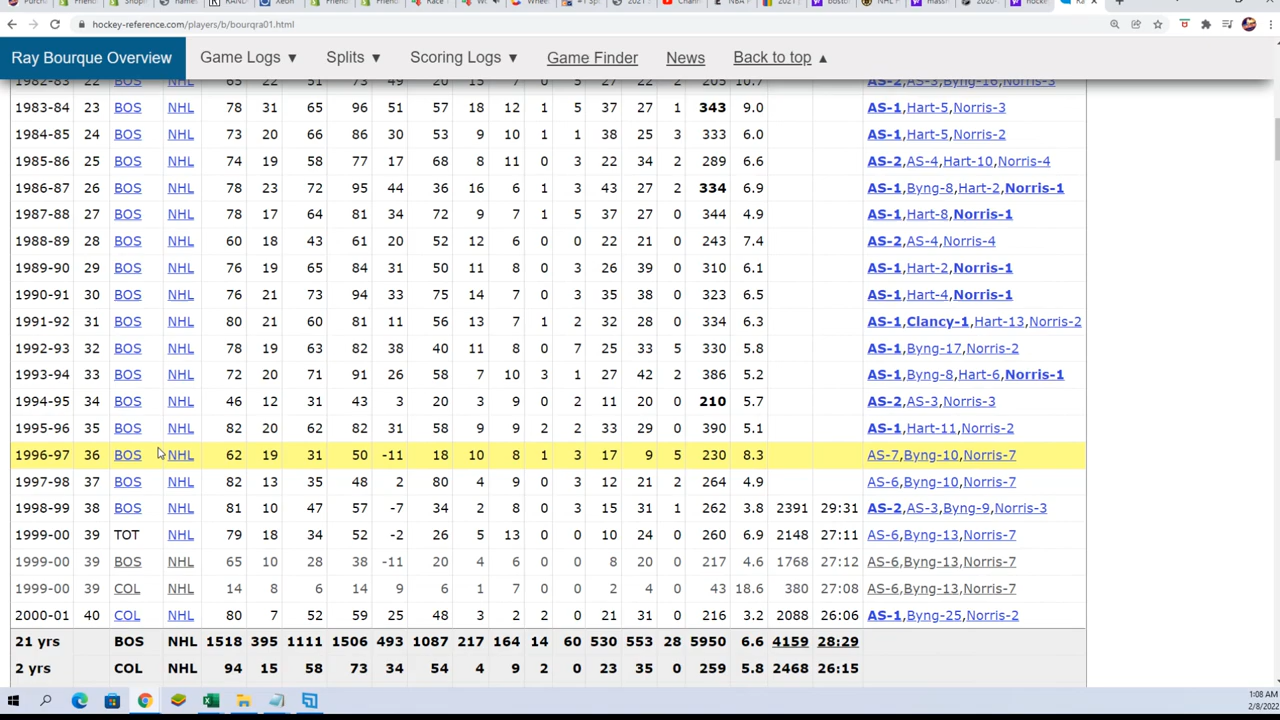 hockey-reference.com/players/b/bourqra01.html
Ray Bourque Overview Game Logs ▼ Splits ▼ Scoring Logs ▼ Game Finder News Back to top ▲
1982-83 22 BOS NHL 65 22 51 73 49 20 15 7 205 10.7 AS-2,AS-3,Byng-16,Norris-3
1983-84 23 BOS NHL 78 31 65 96 51 57 18 12 1 5 37 27 1 343 9.0 AS-1,Hart-5,Norris-3
1984-85 24 BOS NHL 73 20 66 86 30 53 9 10 1 1 38 25 3 333 6.0 AS-1,Hart-5,Norris-2
1985-86 25 BOS NHL 74 19 58 77 17 68 8 11 0 3 22 34 2 289 6.6 AS-2,AS-4,Hart-10,Norris-4
1986-87 26 BOS NHL 78 23 72 95 44 36 16 6 1 3 43 27 2 334 6.9 AS-1,Byng-8,Hart-2,Norris-1
1987-88 27 BOS NHL 78 17 64 81 34 72 9 7 1 5 37 27 0 344 4.9 AS-1,Hart-8,Norris-1
1988-89 28 BOS NHL 60 18 43 61 20 52 12 6 0 0 22 21 0 243 7.4 AS-2,AS-4,Norris-4
1989-90 29 BOS NHL 76 19 65 84 31 50 11 8 0 3 26 39 0 310 6.1 AS-1,Hart-2,Norris-1
1990-91 30 BOS NHL 76 21 73 94 33 75 14 7 0 3 35 38 0 323 6.5 AS-1,Hart-4,Norris-1
1991-92 31 BOS NHL 80 21 60 81 11 56 13 7 1 2 32 28 0 334 6.3 AS-1,Clancy-1,Hart-13,Norris-2
1992-93 32 BOS NHL 78 19 63 82 38 40 11 8 0 7 25 33 5 330 5.8 AS-1,Byng-17,Norris-2
1993-94 33 BOS NHL 72 20 71 91 26 58 7 10 3 1 27 42 2 386 5.2 AS-1,Byng-8,Hart-6,Norris-1
1994-95 34 BOS NHL 46 12 31 43 3 20 3 9 0 2 11 20 0 210 5.7 AS-2,AS-3,Norris-3
1995-96 35 BOS NHL 82 20 62 82 31 58 9 9 2 2 33 29 0 390 5.1 AS-1,Hart-11,Norris-2
1996-97 36 BOS NHL 62 19 31 50 -11 18 10 8 1 3 17 9 5 230 8.3 AS-7,Byng-10,Norris-7
1997-98 37 BOS NHL 82 13 35 48 2 80 4 9 0 3 12 21 2 264 4.9 AS-6,Byng-10,Norris-7
1998-99 38 BOS NHL 81 10 47 57 -7 34 2 8 0 3 15 31 1 262 3.8 2391 29:31 AS-2,AS-3,Byng-9,Norris-3
1999-00 39 TOT NHL 79 18 34 52 -2 26 5 13 0 0 10 24 0 260 6.9 2148 27:11 AS-6,Byng-13,Norris-7
1999-00 39 BOS NHL 65 10 28 38 -11 20 4 6 0 0 8 20 0 217 4.6 1768 27:12 AS-6,Byng-13,Norris-7
1999-00 39 COL NHL 14 8 6 14 9 6 1 7 0 0 2 4 0 43 18.6 380 27:08 AS-6,Byng-13,Norris-7
2000-01 40 COL NHL 80 7 52 59 25 48 3 2 2 0 21 31 0 216 3.2 2088 26:06 AS-1,Byng-25,Norris-2
21 yrs BOS NHL 1518 395 1111 1506 493 1087 217 164 14 60 530 553 28 5950 6.6 4159 28:29
2 yrs COL NHL 94 15 58 73 34 54 4 9 2 0 23 35 0 259 5.8 2468 26:15
1:08 AM
2/8/2022